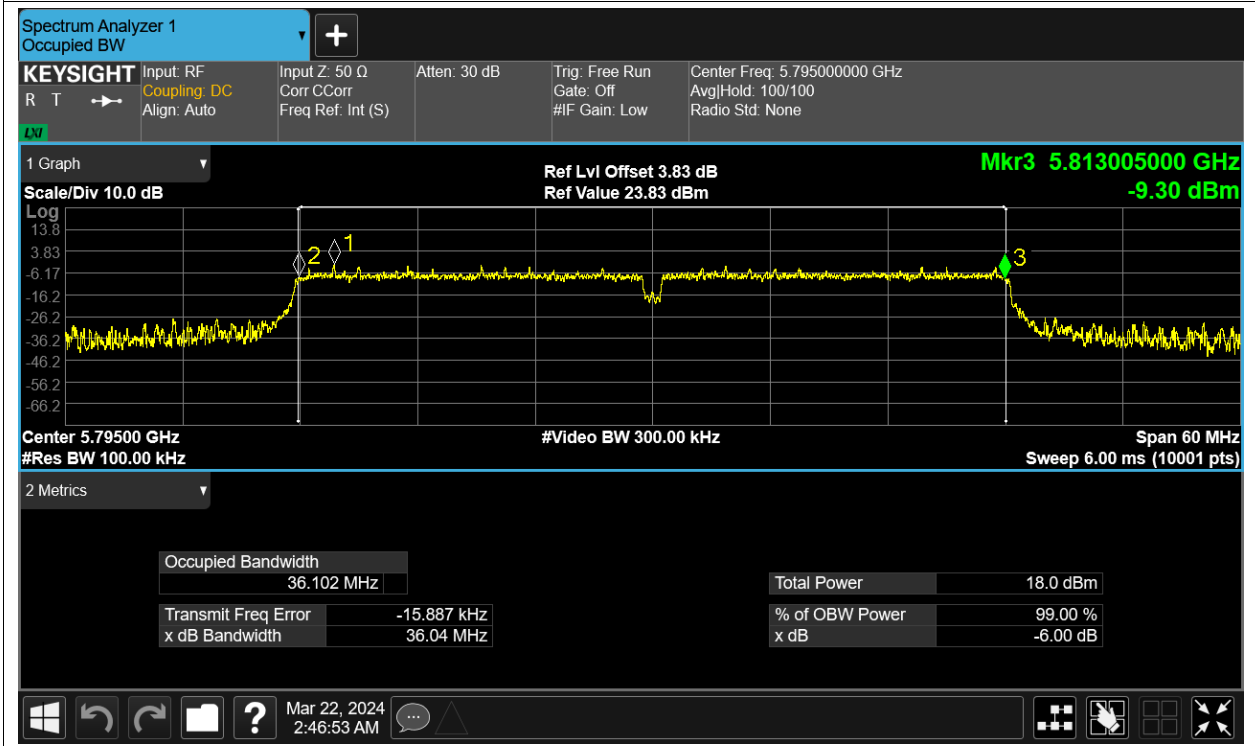 Spectrum Analyzer 1
Occupied BW
KEYSIGHT
R T
LXI
Input: RF
Coupling: DC
Align: Auto
Input Z: 50 Ω
Corr CCorr
Freq Ref: Int (S)
Atten: 30 dB
Trig: Free Run
Gate: Off
#IF Gain: Low
Center Freq: 5.795000000 GHz
Avg|Hold: 100/100
Radio Std: None
1 Graph
Scale/Div 10.0 dB
Ref Lvl Offset 3.83 dB
Ref Value 23.83 dBm
Mkr3 5.813005000 GHz
-9.30 dBm
Log
13.8
3.83
-6.17
-16.2
-26.2
-36.2
-46.2
-56.2
-66.2
2
1
3
Center 5.79500 GHz
#Video BW 300.00 kHz
Span 60 MHz
#Res BW 100.00 kHz
Sweep 6.00 ms (10001 pts)
2 Metrics
Occupied Bandwidth
36.102 MHz
Transmit Freq Error -15.887 kHz
x dB Bandwidth 36.04 MHz
Total Power 18.0 dBm
% of OBW Power 99.00 %
x dB -6.00 dB
?
Mar 22, 2024
2:46:53 AM